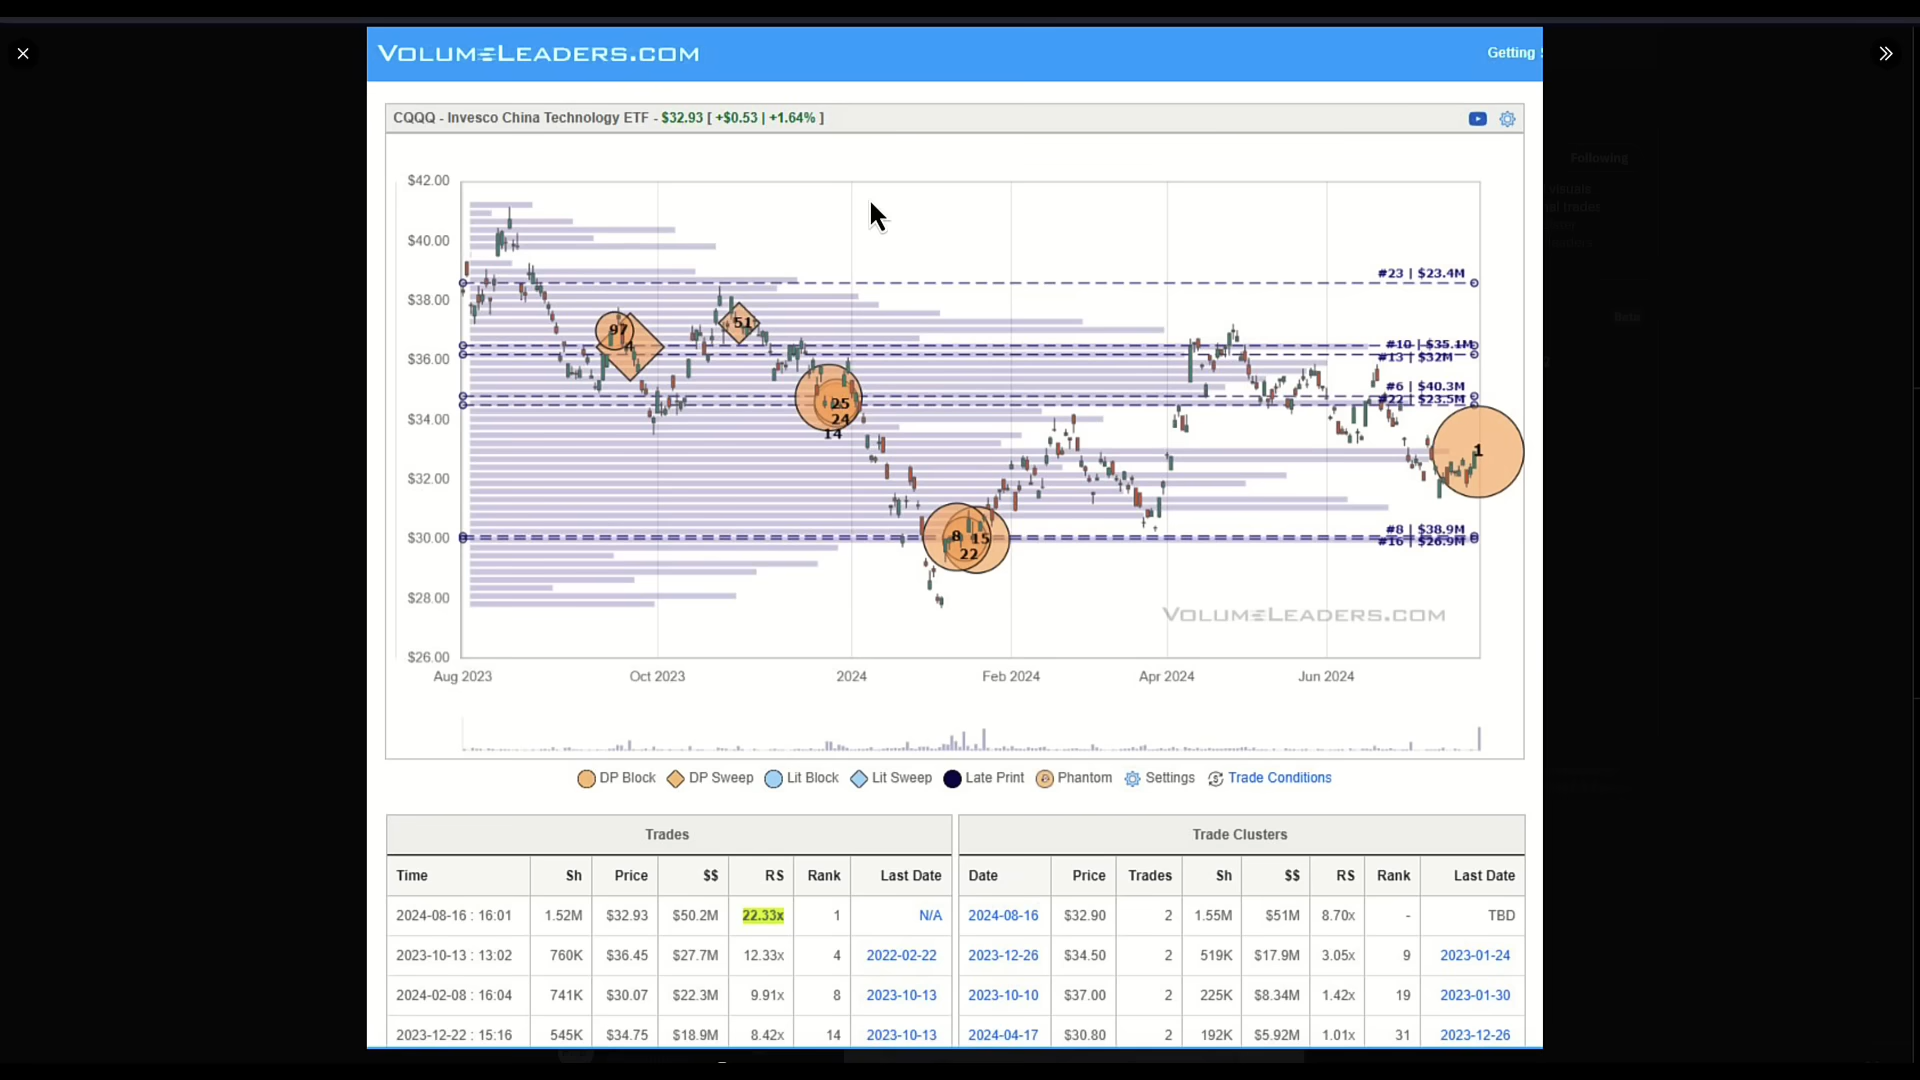 VOLUMELEADERS.COM
Getting
CQQQ - Invesco China Technology ETF - $32.93 [ +$0.53 | +1.64% ]
$42.00
$40.00
$38.00
$36.00
$34.00
$32.00
$30.00
$28.00
$26.00
#23 | $23.4M
#10 | $35.1M
#13 | $32M
#6 | $40.3M
#22 | $23.5M
#8 | $38.9M
#16 | $26.9M
97
4
51
25
24
14
8
15
22
1
VOLUMELEADERS.COM
Aug 2023 Oct 2023 2024 Feb 2024 Apr 2024 Jun 2024
DP Block DP Sweep Lit Block Lit Sweep Late Print Phantom Settings Trade Conditions
Trades
Time Sh Price $$ RS Rank Last Date
2024-08-16 : 16:01 1.52M $32.93 $50.2M 22.33x 1 N/A
2023-10-13 : 13:02 760K $36.45 $27.7M 12.33x 4 2022-02-22
2024-02-08 : 16:04 741K $30.07 $22.3M 9.91x 8 2023-10-13
2023-12-22 : 15:16 545K $34.75 $18.9M 8.42x 14 2023-10-13
Trade Clusters
Date Price Trades Sh $$ RS Rank Last Date
2024-08-16 $32.90 2 1.55M $51M 8.70x - TBD
2023-12-26 $34.50 2 519K $17.9M 3.05x 9 2023-01-24
2023-10-10 $37.00 2 225K $8.34M 1.42x 19 2023-01-30
2024-04-17 $30.80 2 192K $5.92M 1.01x 31 2023-12-26
Following
visuals